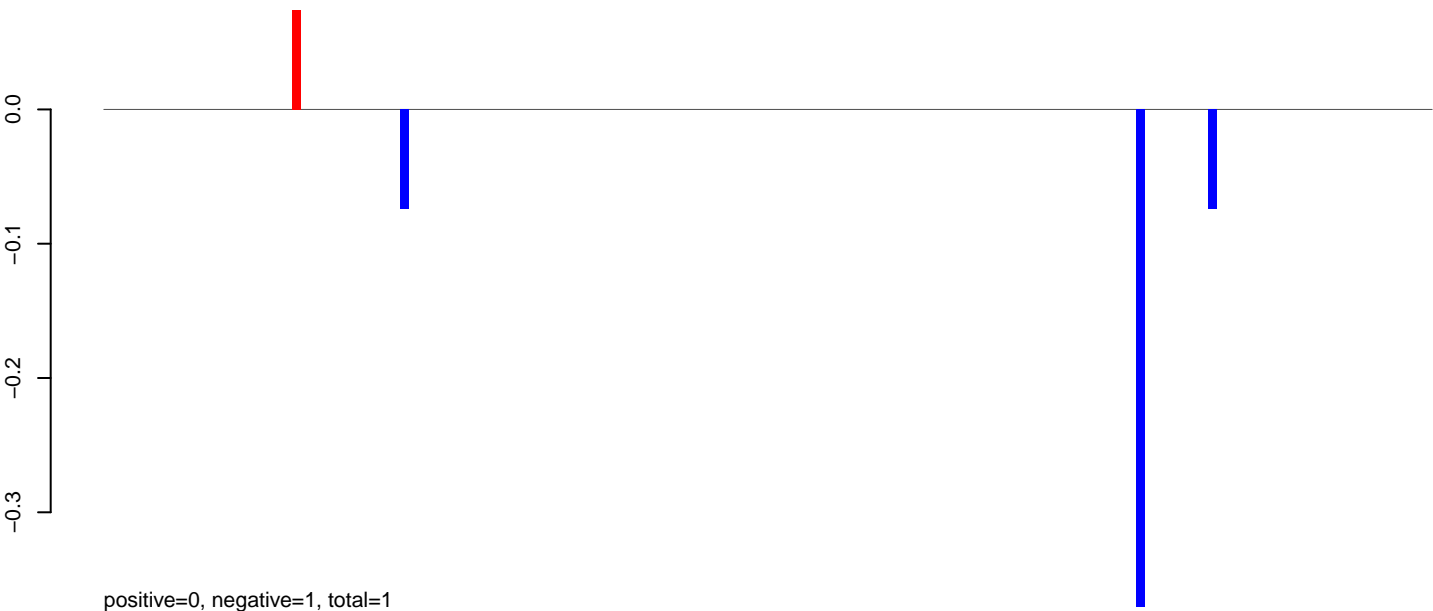 0.0
−0.1
−0.2
−0.3
positive=0, negative=1, total=1